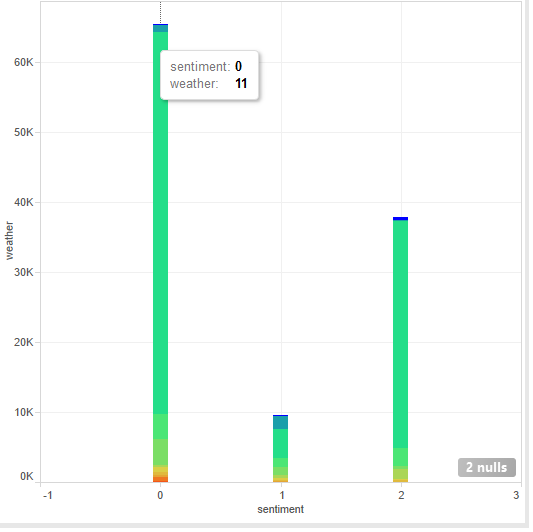 60K
sentiment: 0
weather: 11
50K
40K
weather
30K
20K
10K
2 nulls
0K
-1 0 1 2 3
sentiment